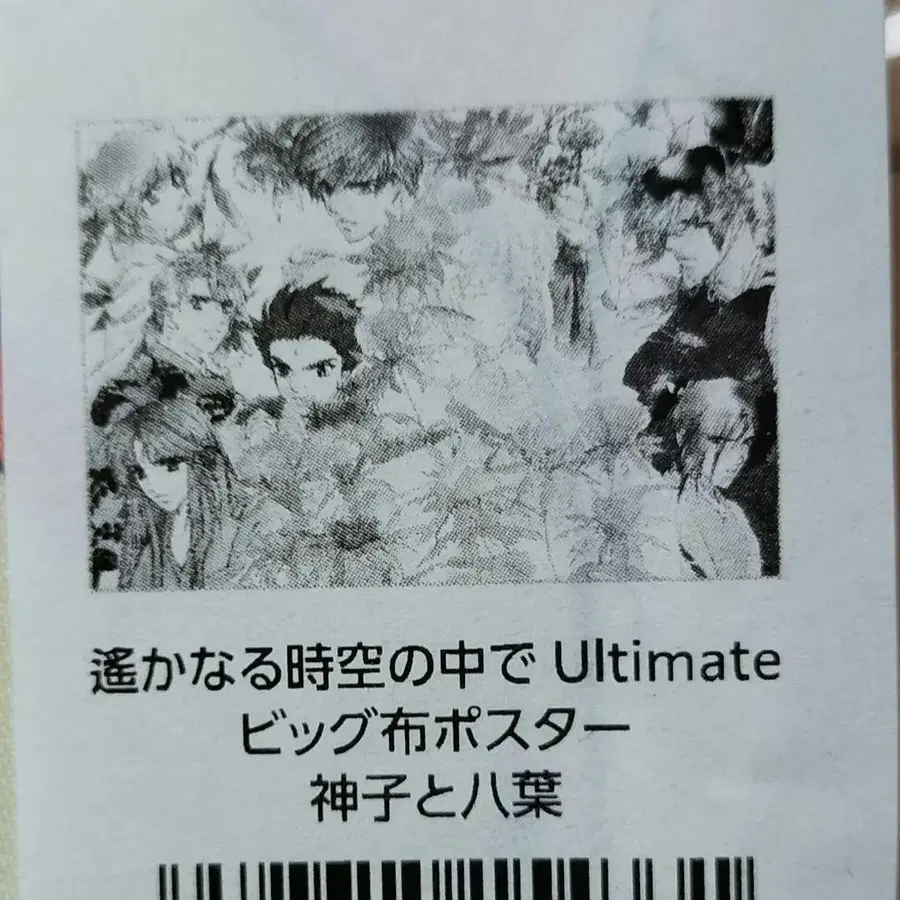 遙かなる時空の中で Ultimate
ビッグ布ポスター
神子と八葉